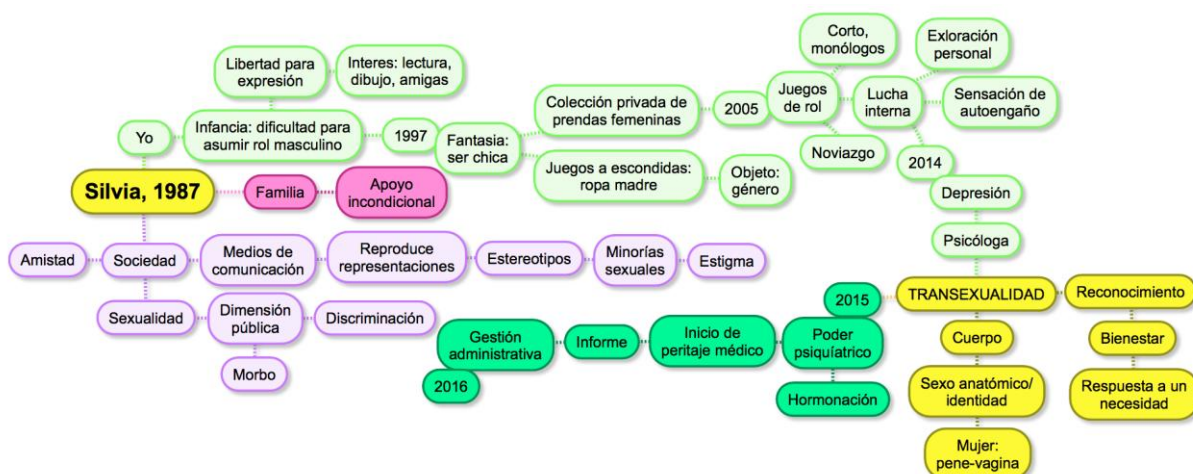 Corto,
monólogos
Exloración
personal
Libertad para
expresión
Interes: lectura,
dibujo, amigas
Colección privada de
prendas femeninas
2005
Juegos
de rol
Lucha
interna
Sensación de
autoengaño
Yo
Infancia: dificultad para
asumir rol masculino
1997
Fantasia:
ser chica
Noviazgo
2014
Juegos a escondidas:
ropa madre
Objeto:
género
Silvia, 1987
Familia
Apoyo
incondicional
Depresión
Psicóloga
Amistad
Sociedad
Medios de
comunicación
Reproduce
representaciones
Estereotipos
Minorías
sexuales
Estigma
2015
TRANSEXUALIDAD
Reconocimiento
Sexualidad
Dimensión
pública
Discriminación
Gestión
administrativa
Informe
Inicio de
peritaje médico
Poder
psiquíatrico
Cuerpo
Bienestar
Morbo
2016
Hormonación
Sexo anatómico/
identidad
Respuesta a un
necesidad
Mujer:
pene-vagina